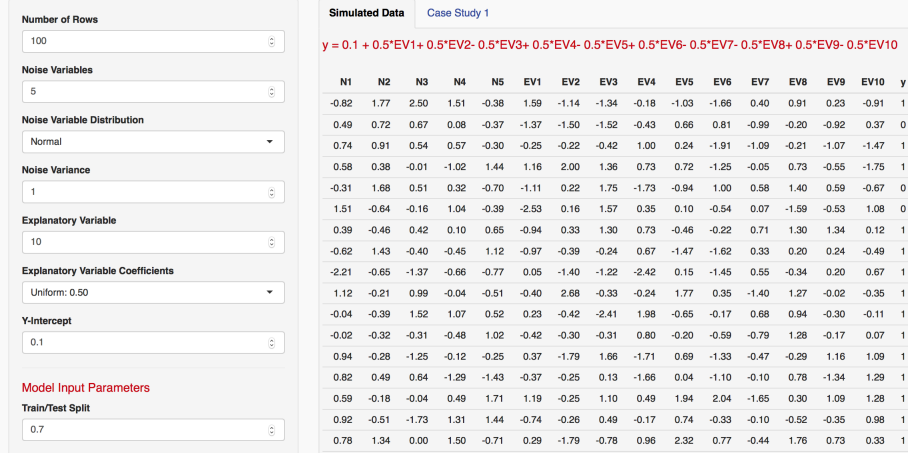 Number of Rows
100
Noise Variables
5
Noise Variable Distribution
Normal
Noise Variance
1
Explanatory Variable
10
Explanatory Variable Coefficients
Uniform: 0.50
Y-Intercept
0.1
Model Input Parameters
Train/Test Split
0.7
Simulated Data Case Study 1
y = 0.1 + 0.5*EV1+ 0.5*EV2- 0.5*EV3+ 0.5*EV4- 0.5*EV5+ 0.5*EV6- 0.5*EV7- 0.5*EV8+ 0.5*EV9- 0.5*EV10
N1 N2 N3 N4 N5 EV1 EV2 EV3 EV4 EV5 EV6 EV7 EV8 EV9 EV10 y
-0.82 1.77 2.50 1.51 -0.38 1.59 -1.14 -1.34 -0.18 -1.03 -1.66 0.40 0.91 0.23 -0.91 1
0.49 0.72 0.67 0.08 -0.37 -1.37 -1.50 -1.52 -0.43 0.66 0.81 -0.99 -0.20 -0.92 0.37 0
0.74 0.91 0.54 0.57 -0.30 -0.25 -0.22 -0.42 1.00 0.24 -1.91 -1.09 -0.21 -1.07 -1.47 1
0.58 0.38 -0.01 -1.02 1.44 1.16 2.00 1.36 0.73 0.72 -1.25 -0.05 0.73 -0.55 -1.75 1
-0.31 1.68 0.51 0.32 -0.70 -1.11 0.22 1.75 -1.73 -0.94 1.00 0.58 1.40 0.59 -0.67 0
1.51 -0.64 -0.16 1.04 -0.39 -2.53 0.16 1.57 0.35 0.10 -0.54 0.07 -1.59 -0.53 1.08 0
0.39 -0.46 0.42 0.10 0.65 -0.94 0.33 1.30 0.73 -0.46 -0.22 0.71 1.30 1.34 0.12 1
-0.62 1.43 -0.40 -0.45 1.12 -0.97 -0.39 -0.24 0.67 -1.47 -1.62 0.33 0.20 0.24 -0.49 1
-2.21 -0.65 -1.37 -0.66 -0.77 0.05 -1.40 -1.22 -2.42 0.15 -1.45 0.55 -0.34 0.20 0.67 1
1.12 -0.21 0.99 -0.04 -0.51 -0.40 2.68 -0.33 -0.24 1.77 0.35 -1.40 1.27 -0.02 -0.35 1
-0.04 -0.39 1.52 1.07 0.52 0.23 -0.42 -2.41 1.98 -0.65 -0.17 0.68 0.94 -0.30 -0.11 1
-0.02 -0.32 -0.31 -0.48 1.02 -0.42 -0.30 -0.31 0.80 -0.20 -0.59 -0.79 1.28 -0.17 0.07 1
0.94 -0.28 -1.25 -0.12 -0.25 0.37 -1.79 1.66 -1.71 0.69 -1.33 -0.47 -0.29 1.16 1.09 1
0.82 0.49 0.64 -1.29 -1.43 -0.37 -0.25 0.13 -1.66 0.04 -1.10 -0.10 0.78 -1.34 1.29 1
0.59 -0.18 -0.04 0.49 1.71 1.19 -0.25 1.10 0.49 1.94 2.04 -1.65 0.30 1.09 1.28 1
0.92 -0.51 -1.73 1.31 1.44 -0.74 -0.26 0.49 -0.17 0.74 -0.33 -0.10 -0.52 -0.35 0.98 1
0.78 1.34 0.00 1.50 -0.71 0.29 -1.79 -0.78 0.96 2.32 0.77 -0.44 1.76 0.73 0.33 1